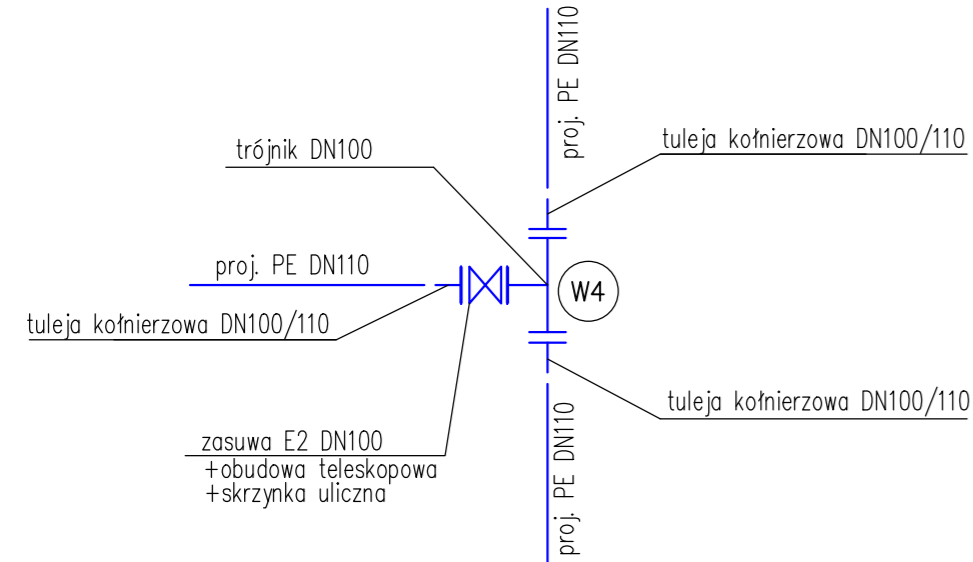 proj. PE DN110
tuleja kołnierzowa DN100/110
trójnik DN100
proj. PE DN110
W4
tuleja kołnierzowa DN100/110
tuleja kołnierzowa DN100/110
zasuwa E2 DN100
+obudowa teleskopowa
+skrzynka uliczna
proj. PE DN110